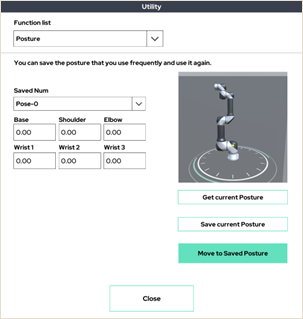 Utility
Function list
Posture
You can save the posture that you use frequently and use it again.
Saved Num
Pose-0
Base Shoulder Elbow
0.00 0.00 0.00
Wrist 1 Wrist 2 Wrist 3
0.00 0.00 0.00
Get current Posture
Save current Posture
Move to Saved Posture
Close